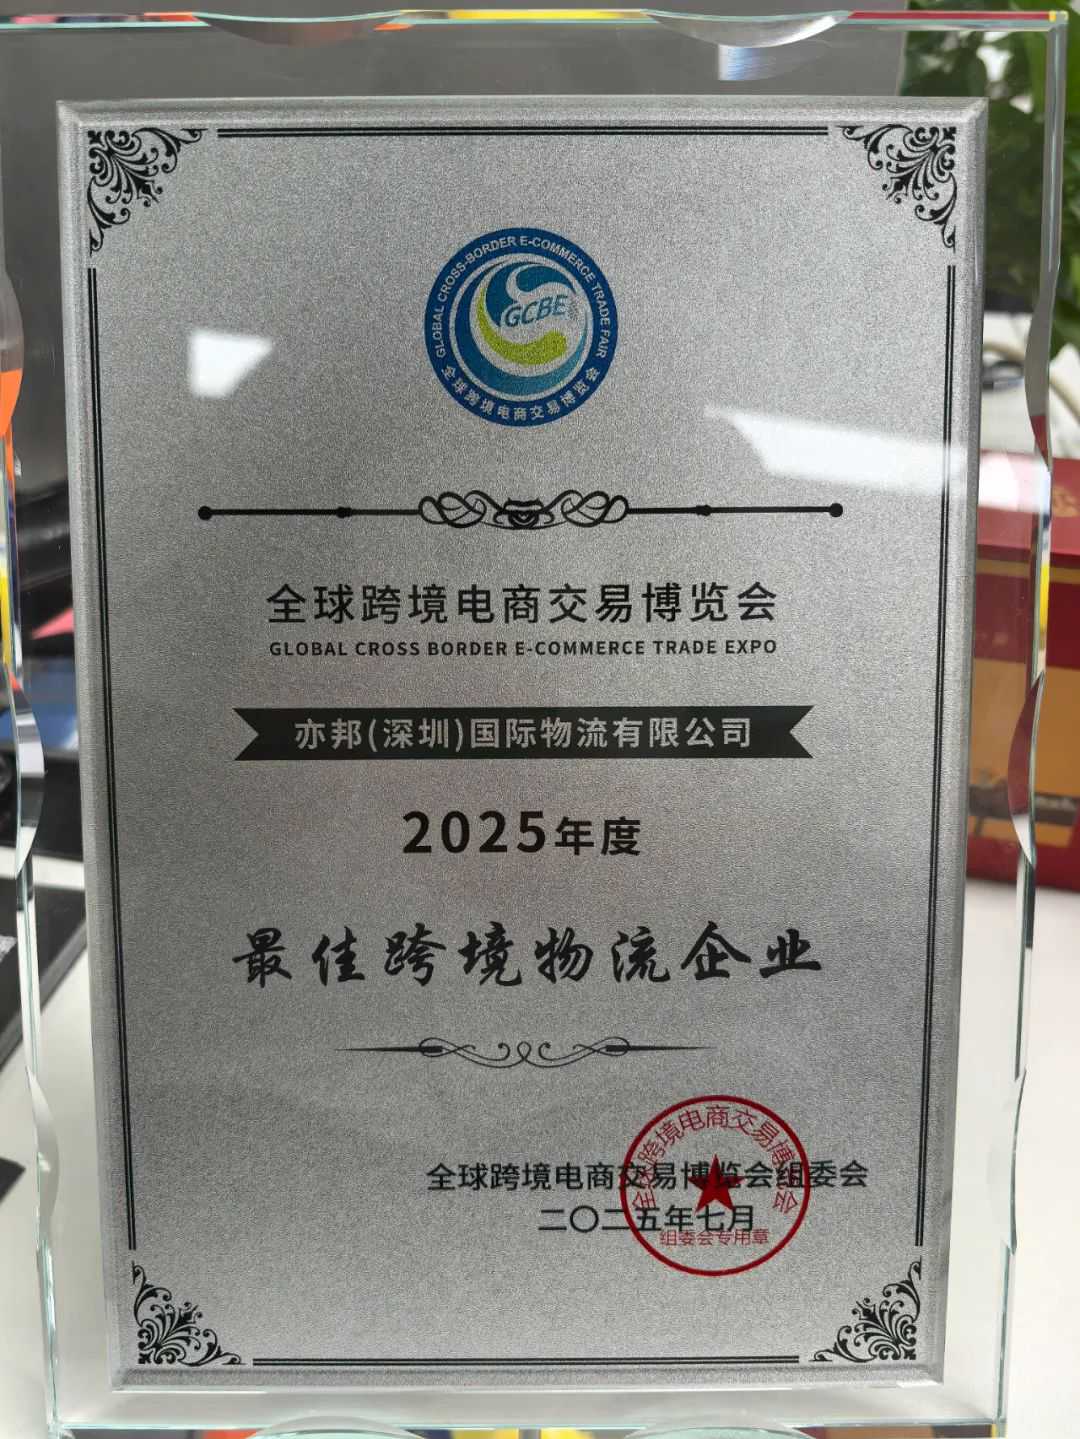 GLOBAL CROSS-BORDER E-COMMERCE TRADE FAIR
GCBE
全球跨境电商交易博览会
全球跨境电商交易博览会
GLOBAL CROSS BORDER E-COMMERCE TRADE EXPO
亦邦(深圳)国际物流有限公司
2025年度
最佳跨境物流企业
全球跨境电商交易博览会组委会
二〇二五年七月
全球跨境电商交易博览会
组委会专用章